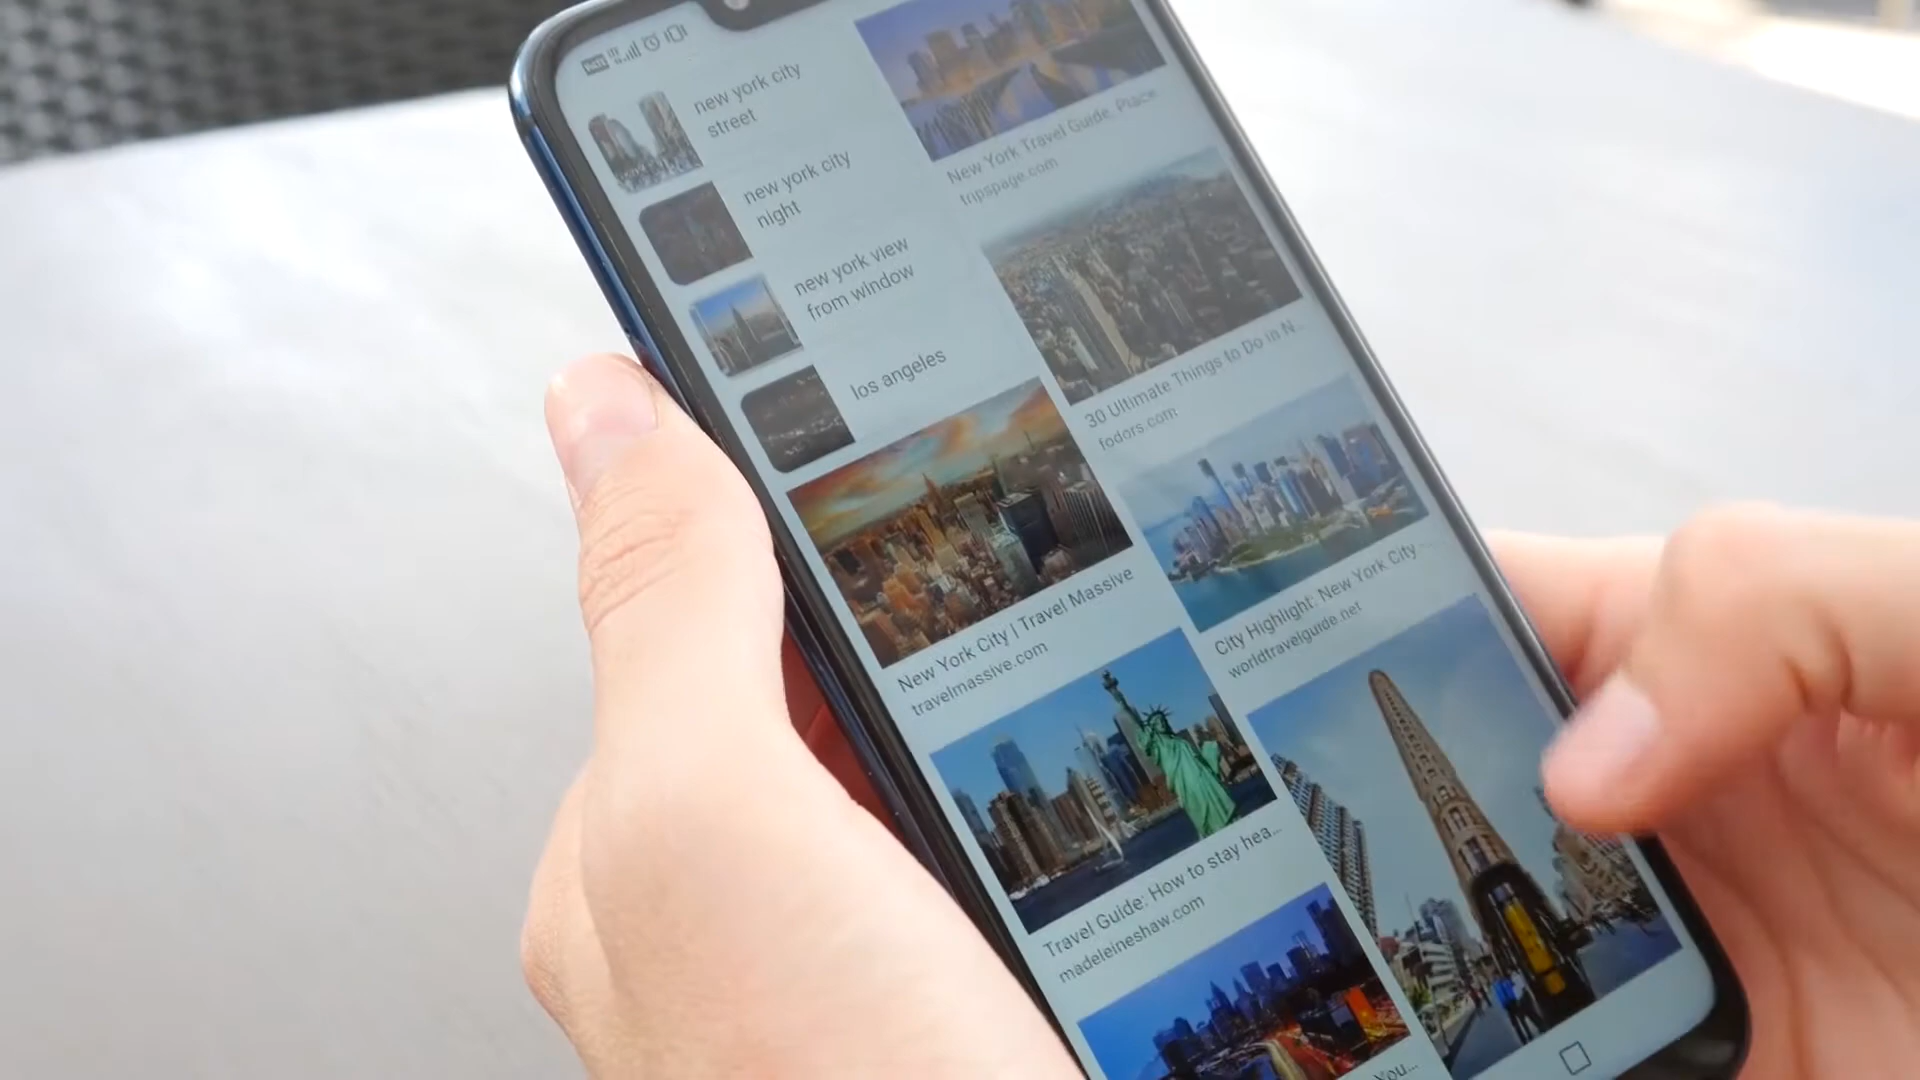 new york city
street
new york city
night
new york view
from window
los angeles
New York Travel Guide, Place
tripspage.com
30 Ultimate Things to Do in N...
fodors.com
New York City | Travel Massive
travelmassive.com
City Highlight: New York City -...
worldtravelguide.net
Travel Guide: How to stay hea...
madeleineshaw.com
You...